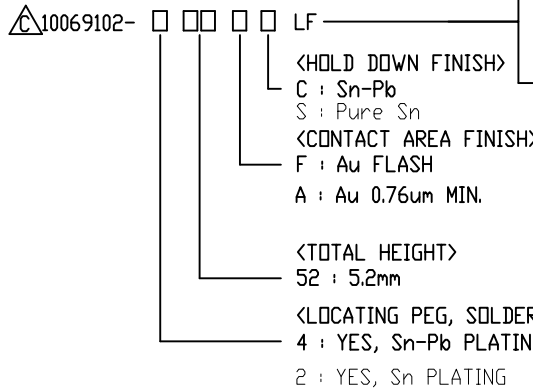 C 10069102- □ □□ □ □ LF
<HOLD DOWN FINISH>
C : Sn-Pb
S : Pure Sn
<CONTACT AREA FINISH>
F : Au FLASH
A : Au 0.76um MIN.
<TOTAL HEIGHT>
52 : 5.2mm
<LOCATING PEG, SOLDER
4 : YES, Sn-Pb PLATIN
2 : YES, Sn PLATING